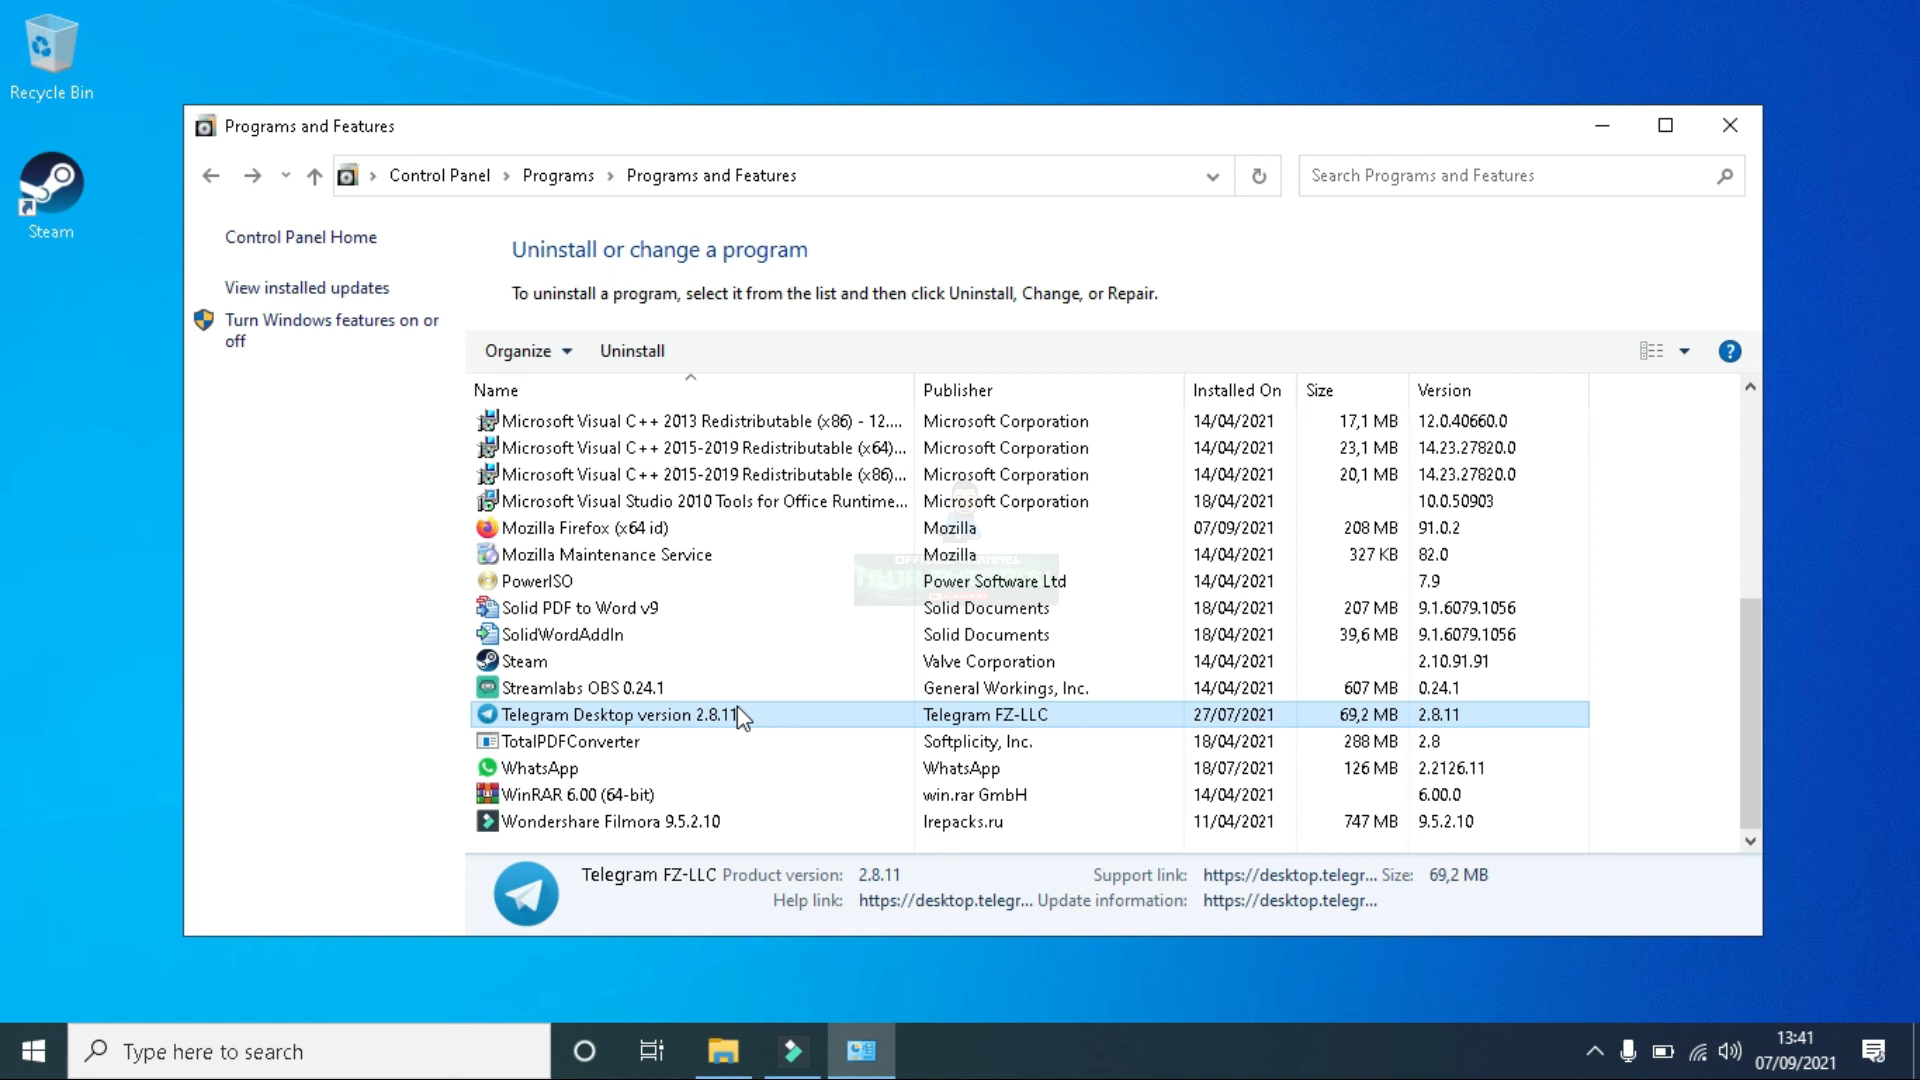 Recycle Bin
Steam
Programs and Features
Control Panel
Programs
Programs and Features
Search Programs and Features
Control Panel Home
View installed updates
Turn Windows features on or
off
Uninstall or change a program
To uninstall a program, select it from the list and then click Uninstall, Change, or Repair.
Organize
Uninstall
Name Publisher Installed On Size Version
Microsoft Visual C++ 2013 Redistributable (x86) - 12.... Microsoft Corporation 14/04/2021 17,1 MB 12.0.40660.0
Microsoft Visual C++ 2015-2019 Redistributable (x64)... Microsoft Corporation 14/04/2021 23,1 MB 14.23.27820.0
Microsoft Visual C++ 2015-2019 Redistributable (x86)... Microsoft Corporation 14/04/2021 20,1 MB 14.23.27820.0
Microsoft Visual Studio 2010 Tools for Office Runtime... Microsoft Corporation 18/04/2021 10.0.50903
Mozilla Firefox (x64 id) Mozilla 07/09/2021 208 MB 91.0.2
Mozilla Maintenance Service Mozilla 14/04/2021 327 KB 82.0
OFFICIAL CHANNEL
PowerISO Power Software Ltd 14/04/2021 7.9
Solid PDF to Word v9 Solid Documents 18/04/2021 207 MB 9.1.6079.1056
SolidWordAddIn Solid Documents 18/04/2021 39,6 MB 9.1.6079.1056
Steam Valve Corporation 14/04/2021 2.10.91.91
Streamlabs OBS 0.24.1 General Workings, Inc. 14/04/2021 607 MB 0.24.1
Telegram Desktop version 2.8.11 Telegram FZ-LLC 27/07/2021 69,2 MB 2.8.11
TotalPDFConverter Softplicity, Inc. 18/04/2021 288 MB 2.8
WhatsApp WhatsApp 18/07/2021 126 MB 2.2126.11
WinRAR 6.00 (64-bit) win.rar GmbH 14/04/2021 6.00.0
Wondershare Filmora 9.5.2.10 lrepacks.ru 11/04/2021 747 MB 9.5.2.10
Telegram FZ-LLC Product version: 2.8.11 Support link: https://desktop.telegr... Size: 69,2 MB
Help link: https://desktop.telegr... Update information: https://desktop.telegr...
Type here to search
13:41
07/09/2021